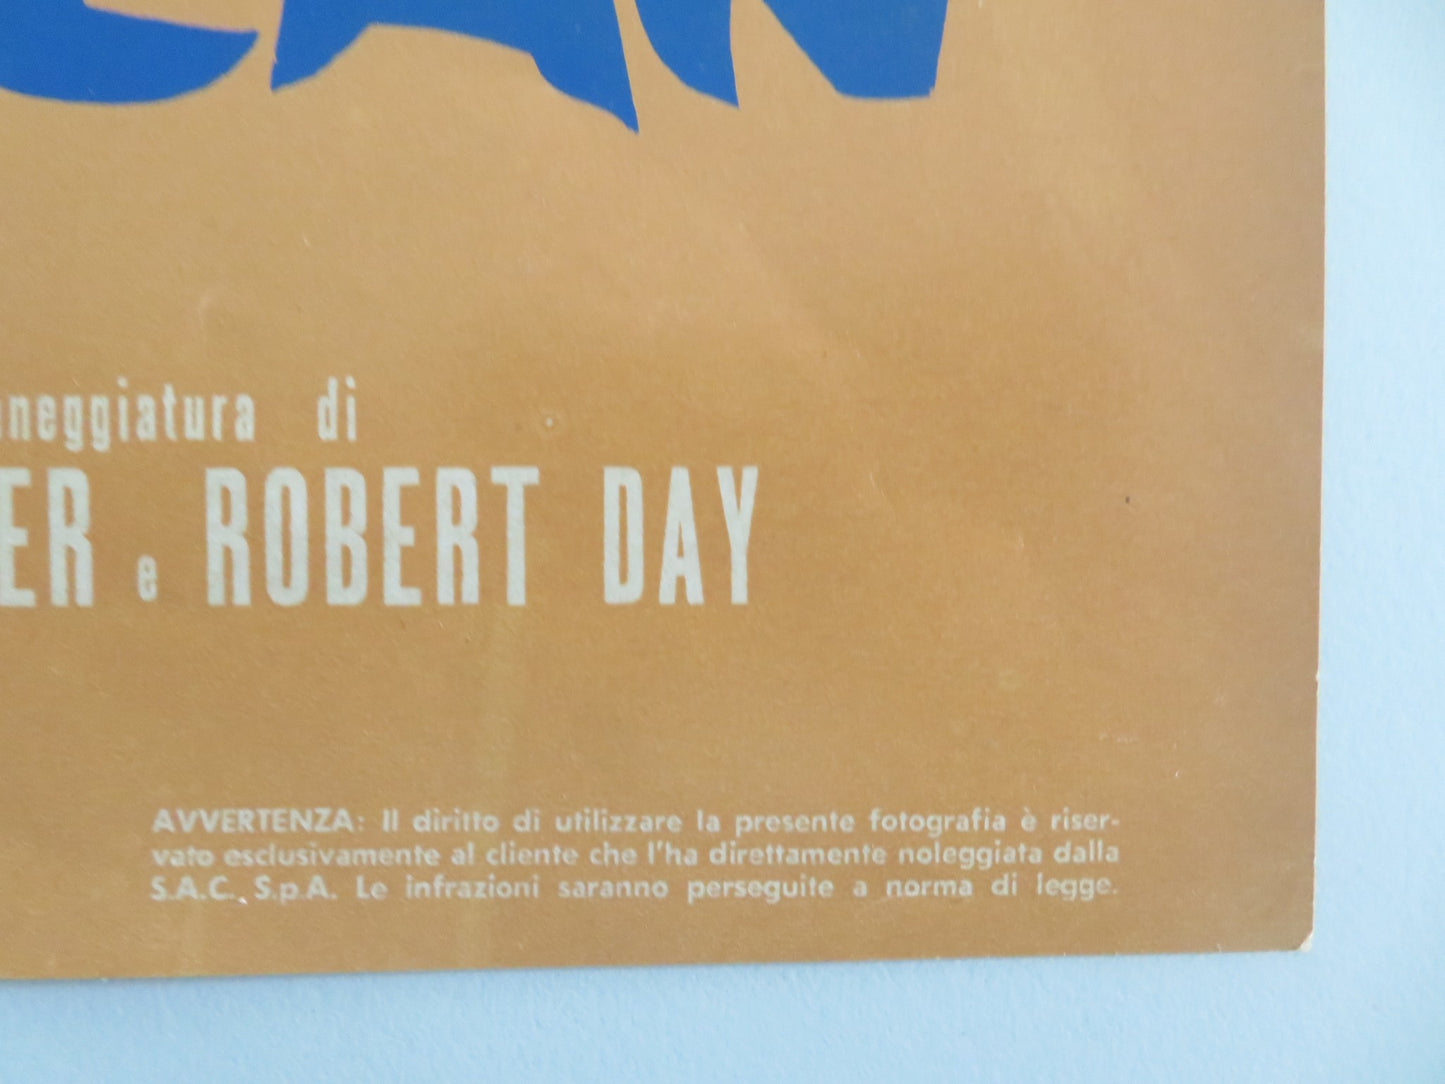 eneggiatura di
ER e ROBERT DAY
AVVERTENZA: Il diritto di utilizzare la presente fotografia è riser-
vato esclusivamente al cliente che l'ha direttamente noleggiata dalla
S.A.C., S.p.A. Le infrazioni saranno perseguite a norma di legge.